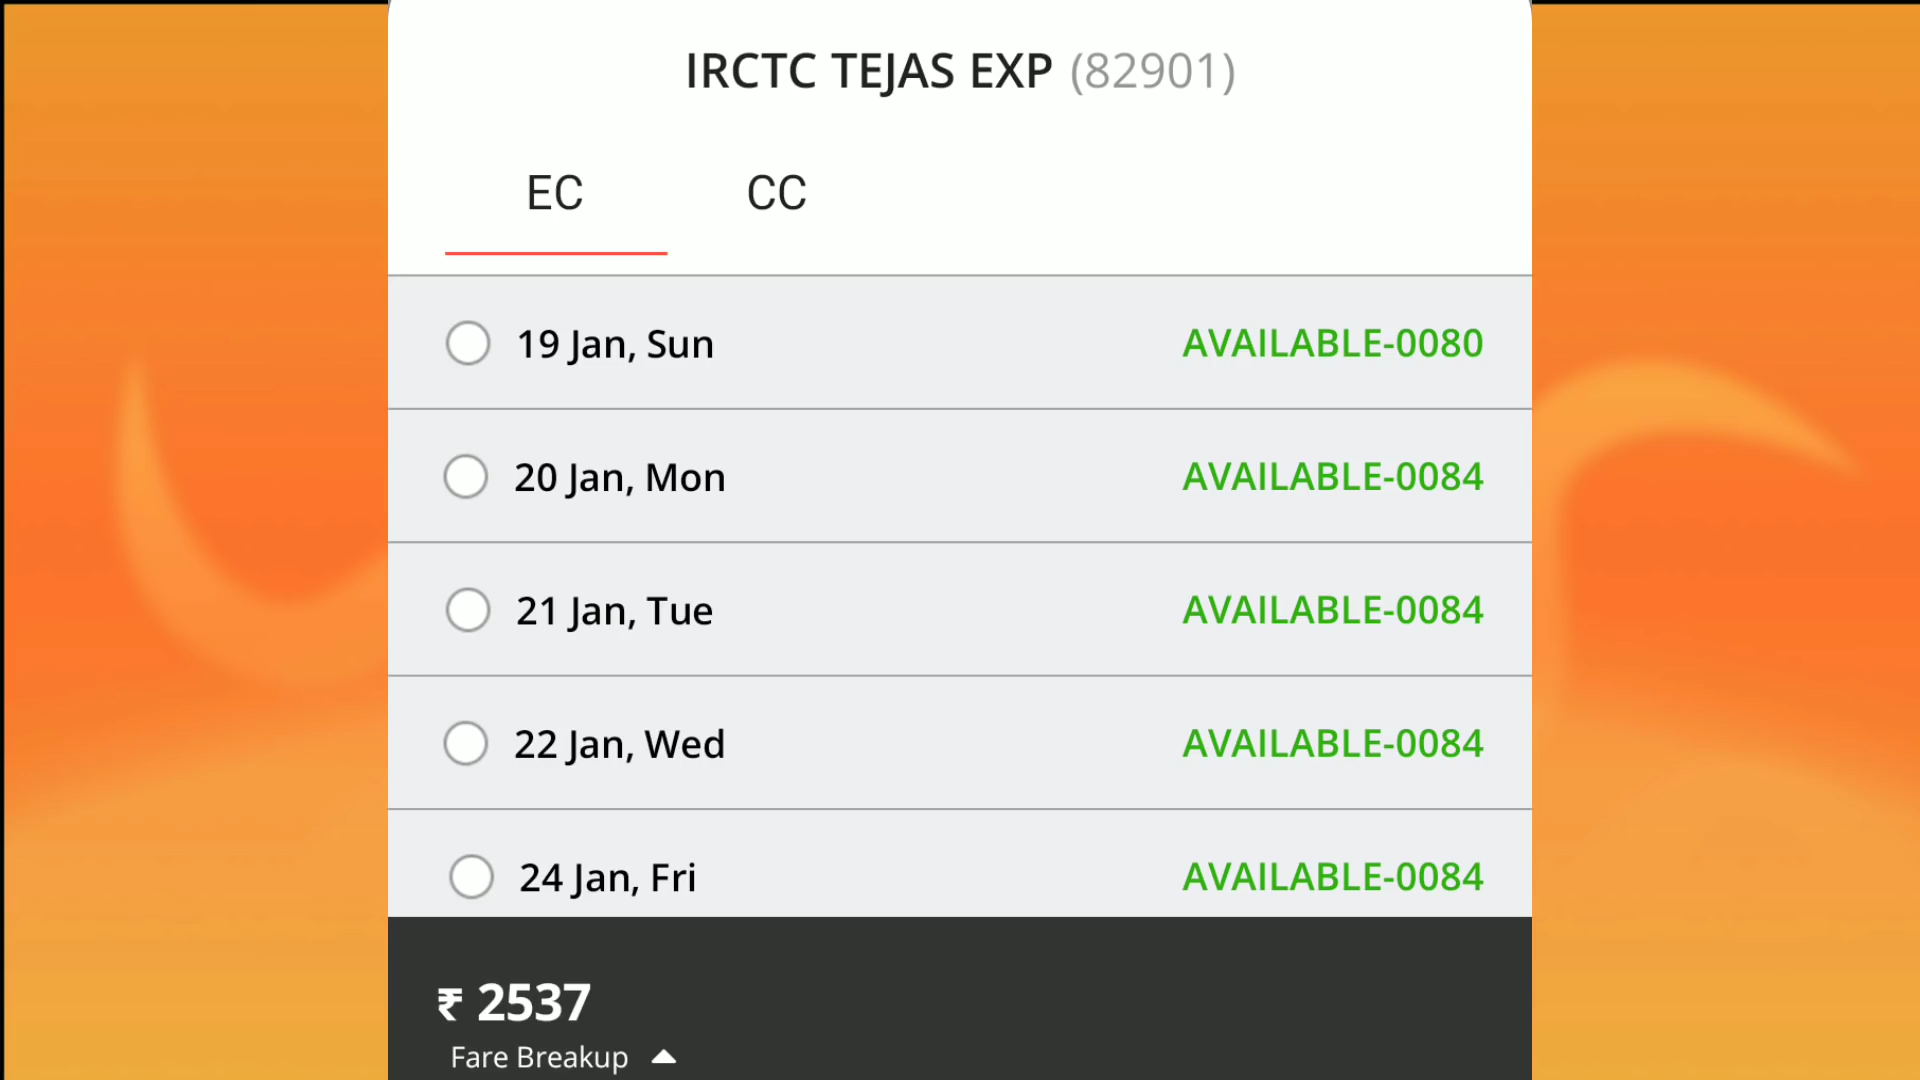 IRCTC TEJAS EXP (82901)
EC CC
19 Jan, Sun AVAILABLE-0080
20 Jan, Mon AVAILABLE-0084
21 Jan, Tue AVAILABLE-0084
22 Jan, Wed AVAILABLE-0084
24 Jan, Fri AVAILABLE-0084
₹ 2537
Fare Breakup